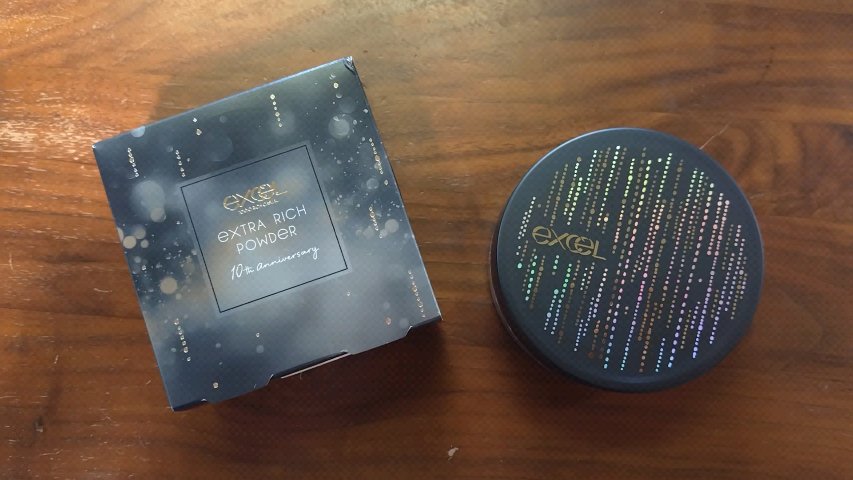 excel
eXTRA RICH
POWDeR
10th Anniversary
excel